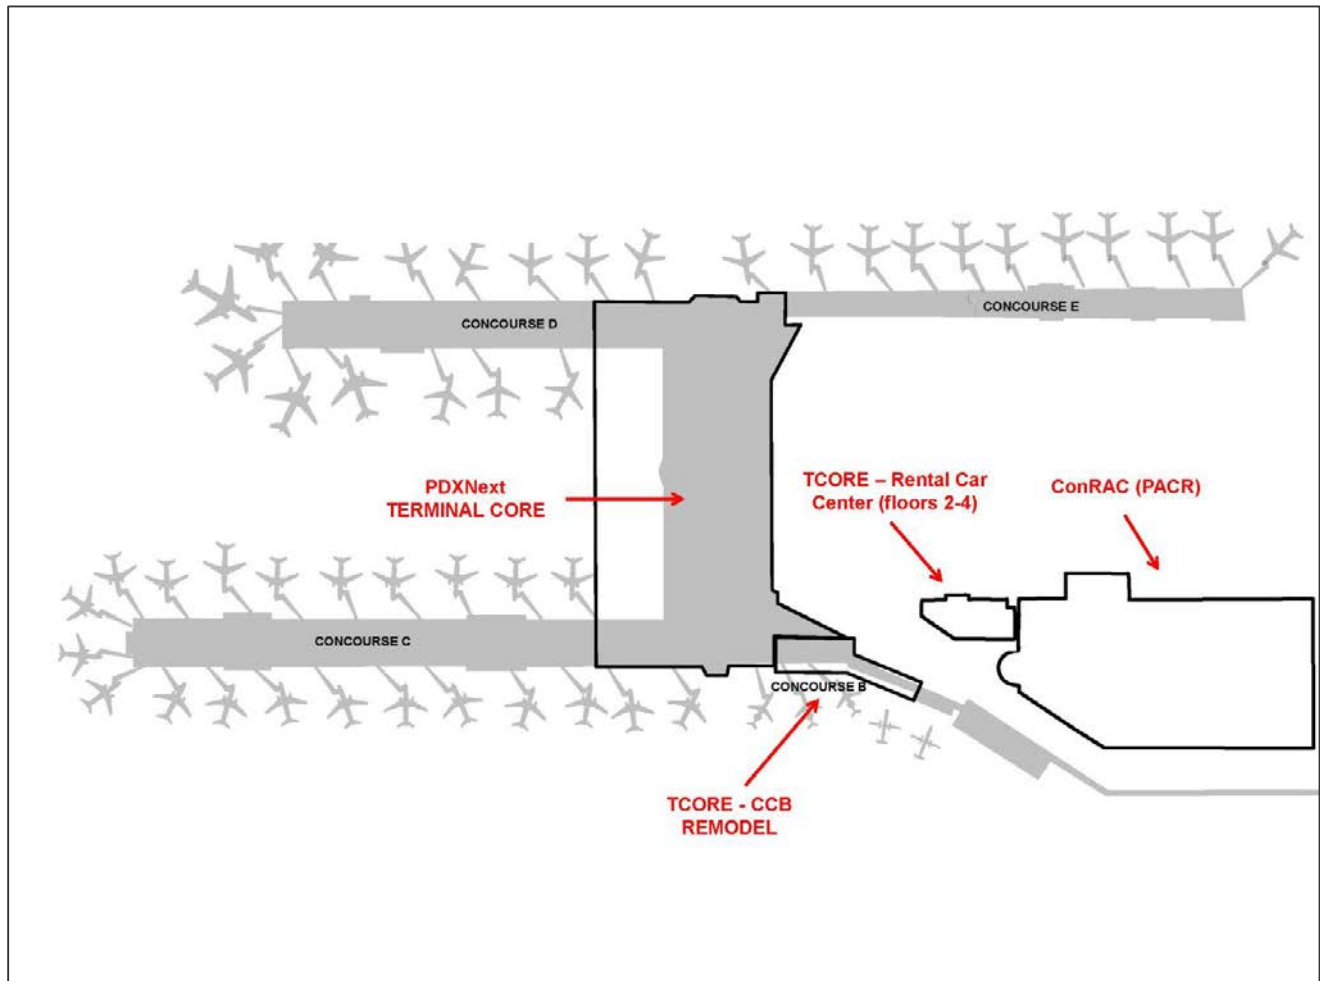 CONCOURSE E
CONCOURSE D
TCORE – Rental Car
Center (floors 2-4)
ConRAC (PACR)
PDXNext
TERMINAL CORE
CONCOURSE C
CONCOURSE B
TCORE - CCB
REMODEL